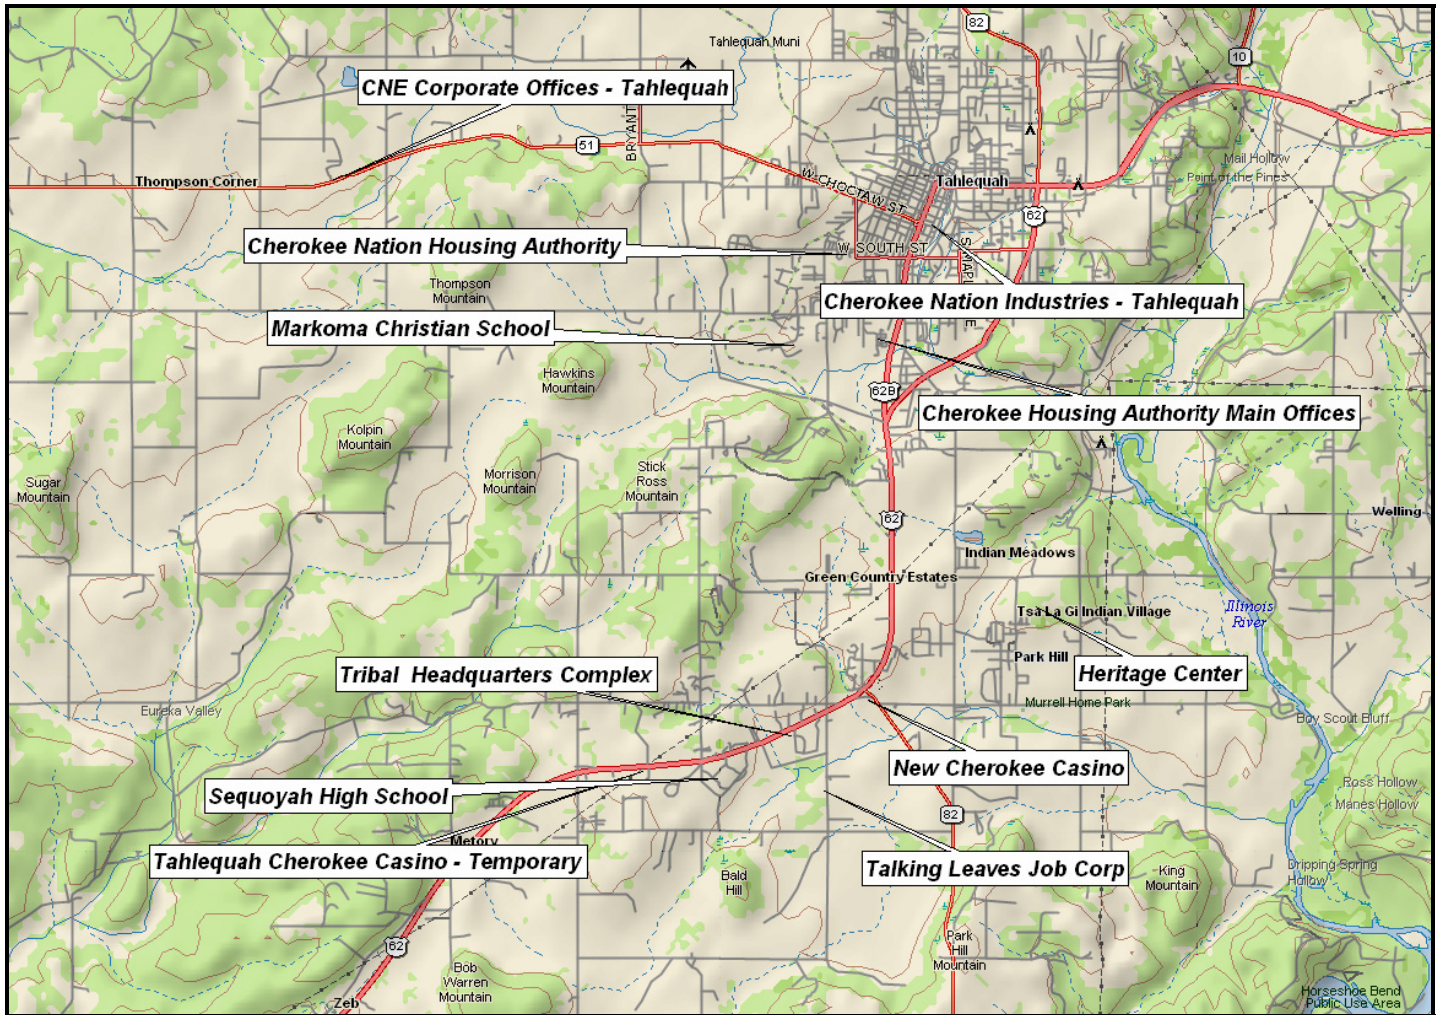 82
Tahlequah Muni
10
CNE Corporate Offices - Tahlequah
BRYANT
51
Mail Hollow
Point of the Pines
Thompson Corner
W CHOCTAW ST
Tahlequah
62
Cherokee Nation Housing Authority
W SOUTH ST
Thompson
Mountain
Cherokee Nation Industries - Tahlequah
Markoma Christian School
Hawkins
Mountain
62B
Cherokee Housing Authority Main Offices
Kolpin
Mountain
Morrison
Mountain
Stick
Ross
Mountain
Sugar
Mountain
Welling
62
Indian Meadows
Green Country Estates
Tsa La Gi Indian Village
Illinois
River
Park Hill
Tribal Headquarters Complex
Heritage Center
Murrell Home Park
Eureka Valley
Boy Scout Bluff
New Cherokee Casino
Ross Hollow
Manes Hollow
Sequoyah High School
82
Metory
Tahlequah Cherokee Casino - Temporary
Talking Leaves Job Corp
Bald
Hill
King
Mountain
Dripping Spring
Hollow
62
Park
Hill
Mountain
Bob
Warren
Mountain
Zeb
Horseshoe Bend
Public Use Area